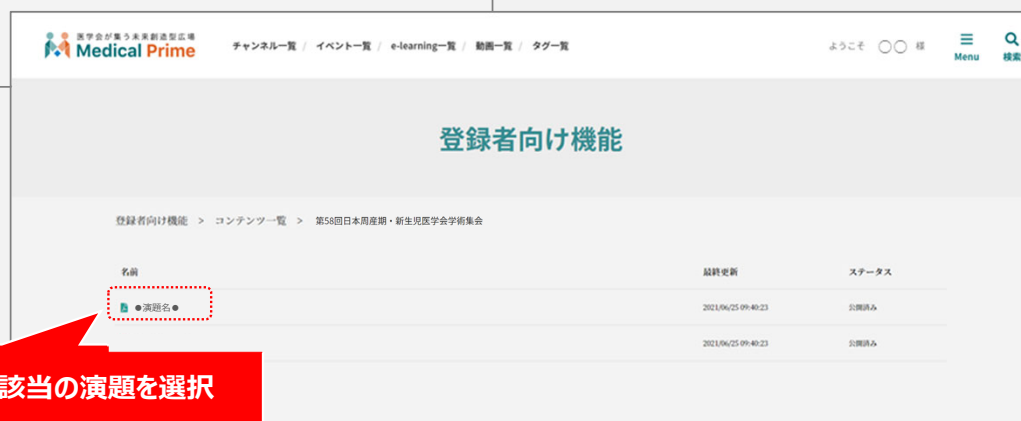 医学会が集う未来創造型広場
Medical Prime
チャンネル一覧 / イベント一覧 / e-learning一覧 / 動画一覧 / タグ一覧
ようこそ ○○ 様
Menu
検索
登録者向け機能
登録者向け機能 > コンテンツ一覧 > 第58回日本周産期・新生児医学会学術集会
名前 最終更新 ステータス
●演題名● 2021/06/25 09:40:23 公開済み
2021/06/25 09:40:23 公開済み
該当の演題を選択